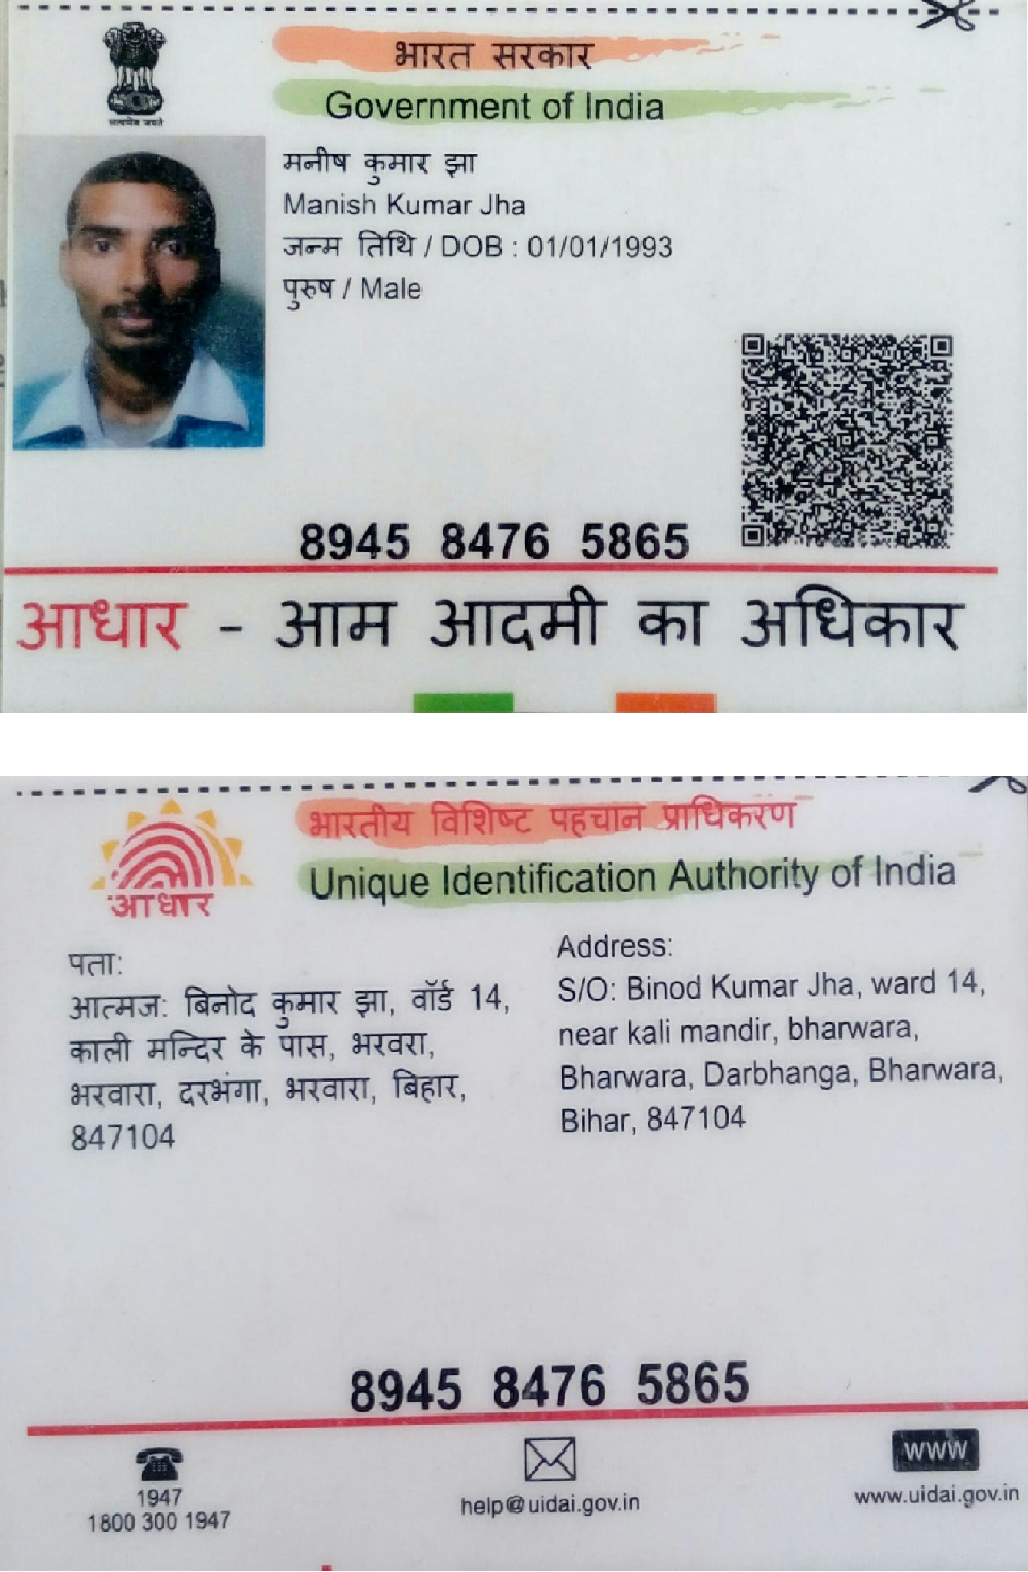 भारत सरकार
Government of India
सत्यमेव जयते
मनीष कुमार झा
Manish Kumar Jha
जन्म तिथि / DOB : 01/01/1993
पुरुष / Male
8945 8476 5865
आधार - आम आदमी का अधिकार
भारतीय विशिष्ट पहचान प्राधिकरण
Unique Identification Authority of India
आधार
पता:
आत्मज: बिनोद कुमार झा, वॉर्ड 14,
काली मन्दिर के पास, भरवरा,
भरवारा, दरभंगा, भरवारा, बिहार,
847104
Address:
S/O: Binod Kumar Jha, ward 14,
near kali mandir, bharwara,
Bharwara, Darbhanga, Bharwara,
Bihar, 847104
8945 8476 5865
1947
1800 300 1947
help@uidai.gov.in
www
www.uidai.gov.in